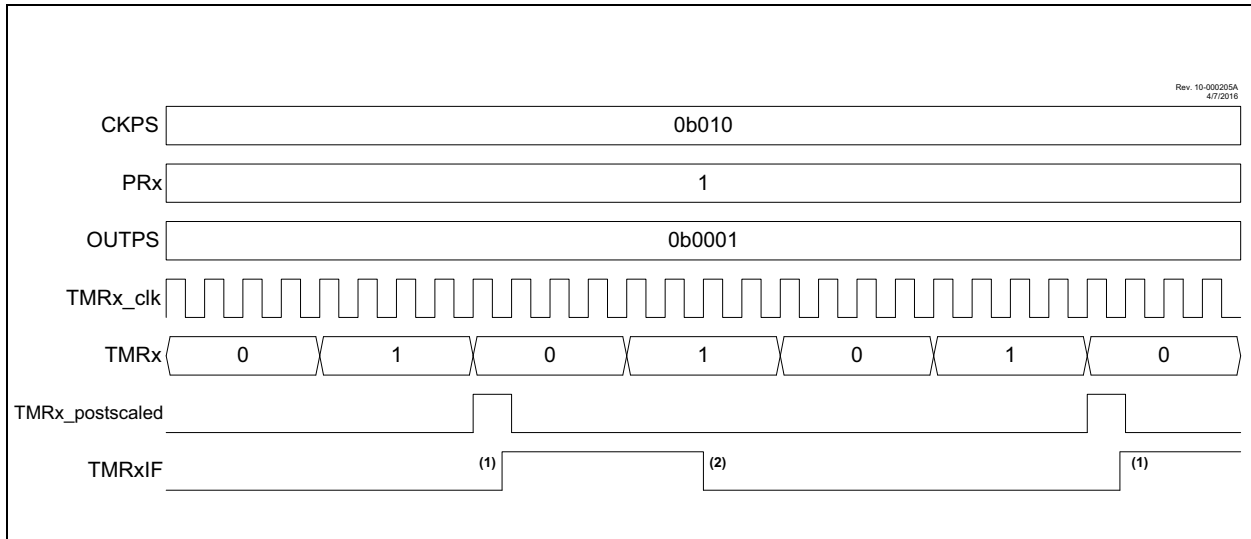 Rev. 10-000205A
4/7/2016
CKPS 0b010
PRx 1
OUTPS 0b0001
TMRx_clk
TMRx 0 1 0 1 0 1 0
TMRx_postscaled
TMRxIF (1) (2) (1)